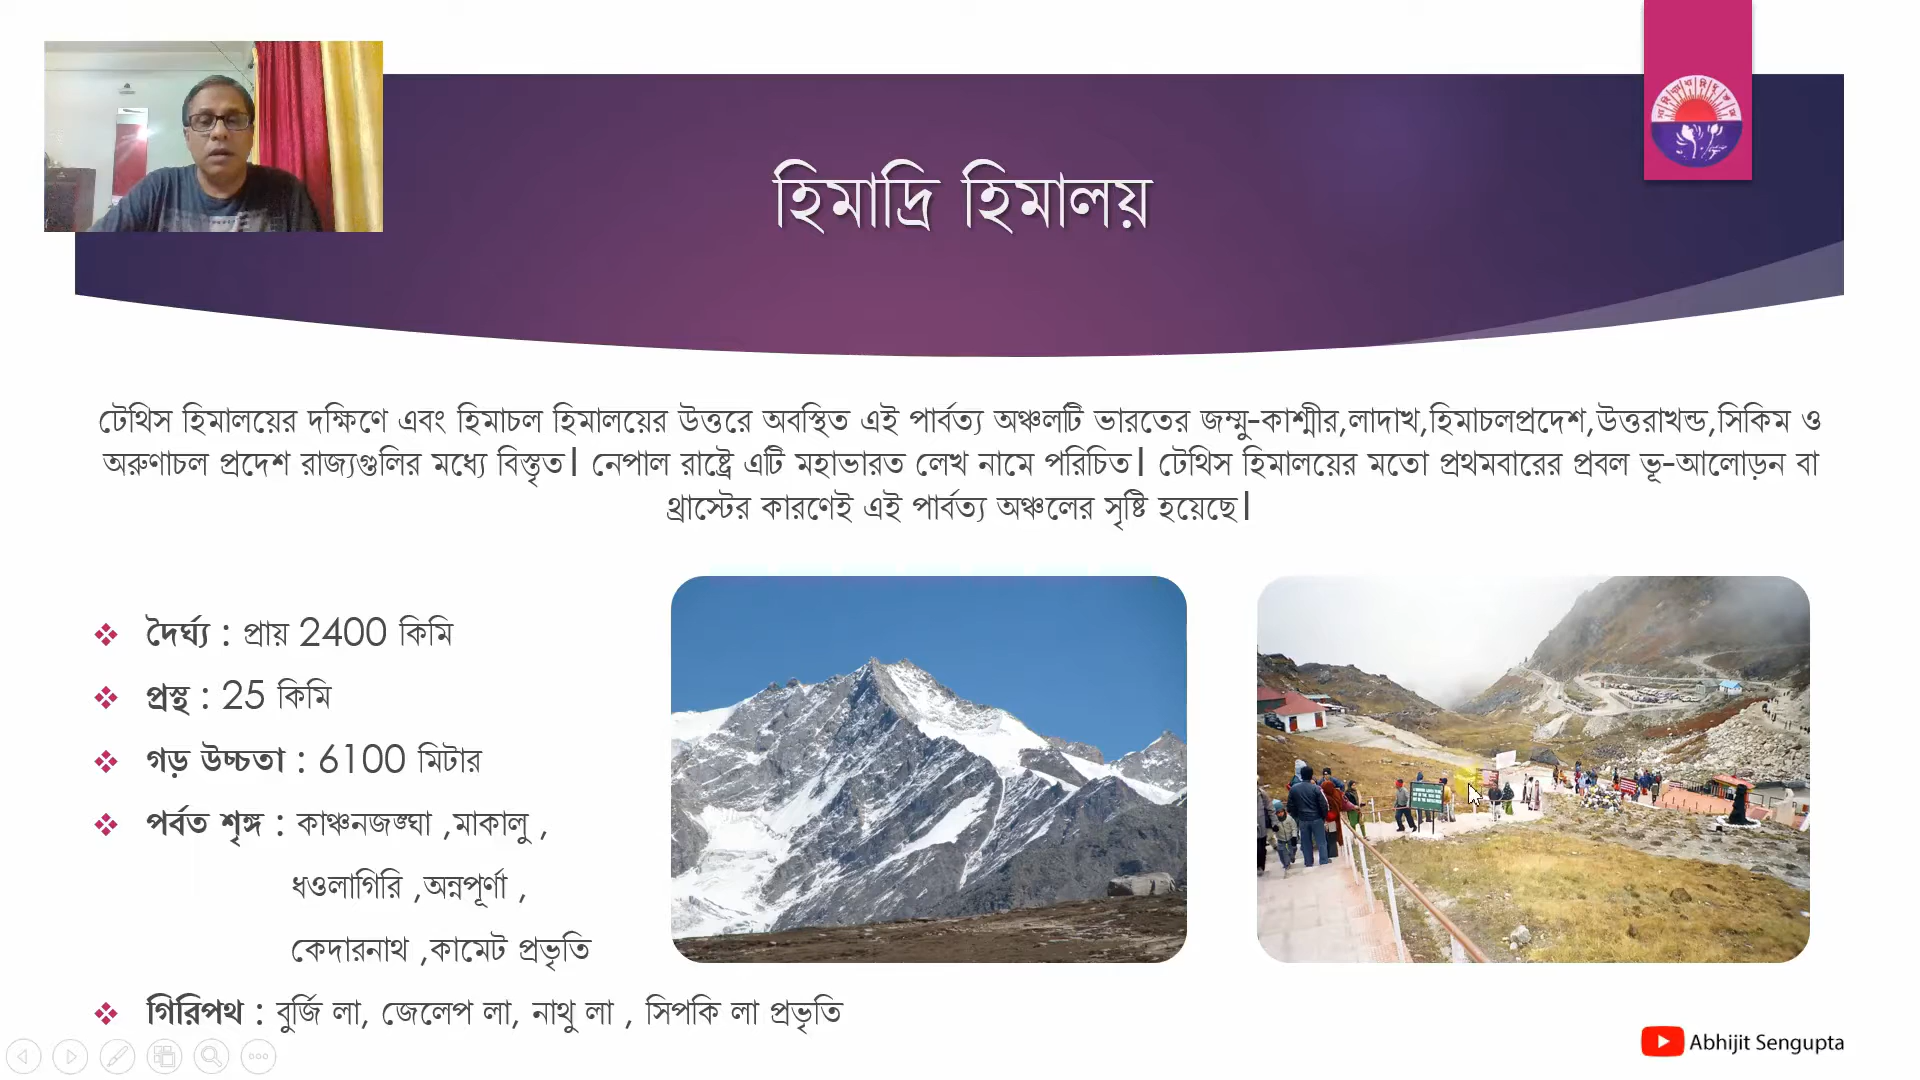 হিমাদ্রি হিমালয়
টেথিস হিমালয়ের দক্ষিণে এবং হিমাচল হিমালয়ের উত্তরে অবস্থিত এই পার্বত্য অঞ্চলটি ভারতের জম্মু-কাশ্মীর,লাদাখ,হিমাচলপ্রদেশ,উত্তরাখন্ড,সিকিম ও
অরুণাচল প্রদেশ রাজ্যগুলির মধ্যে বিস্তৃত। নেপাল রাষ্ট্রে এটি মহাভারত লেখ নামে পরিচিত। টেথিস হিমালয়ের মতো প্রথমবারের প্রবল ভূ-আলোড়ন বা
থ্রাস্টের কারণেই এই পার্বত্য অঞ্চলের সৃষ্টি হয়েছে।
❖ দৈর্ঘ্য : প্রায় 2400 কিমি
❖ প্রস্থ : 25 কিমি
❖ গড় উচ্চতা : 6100 মিটার
❖ পর্বত শৃঙ্গ : কাঞ্চনজঙ্ঘা ,মাকালু ,
ধওলাগিরি ,অন্নপূর্ণা ,
কেদারনাথ ,কামেট প্রভৃতি
❖ গিরিপথ : বুর্জি লা, জেলেপ লা, নাথু লা , সিপকি লা প্রভৃতি
Abhijit Sengupta